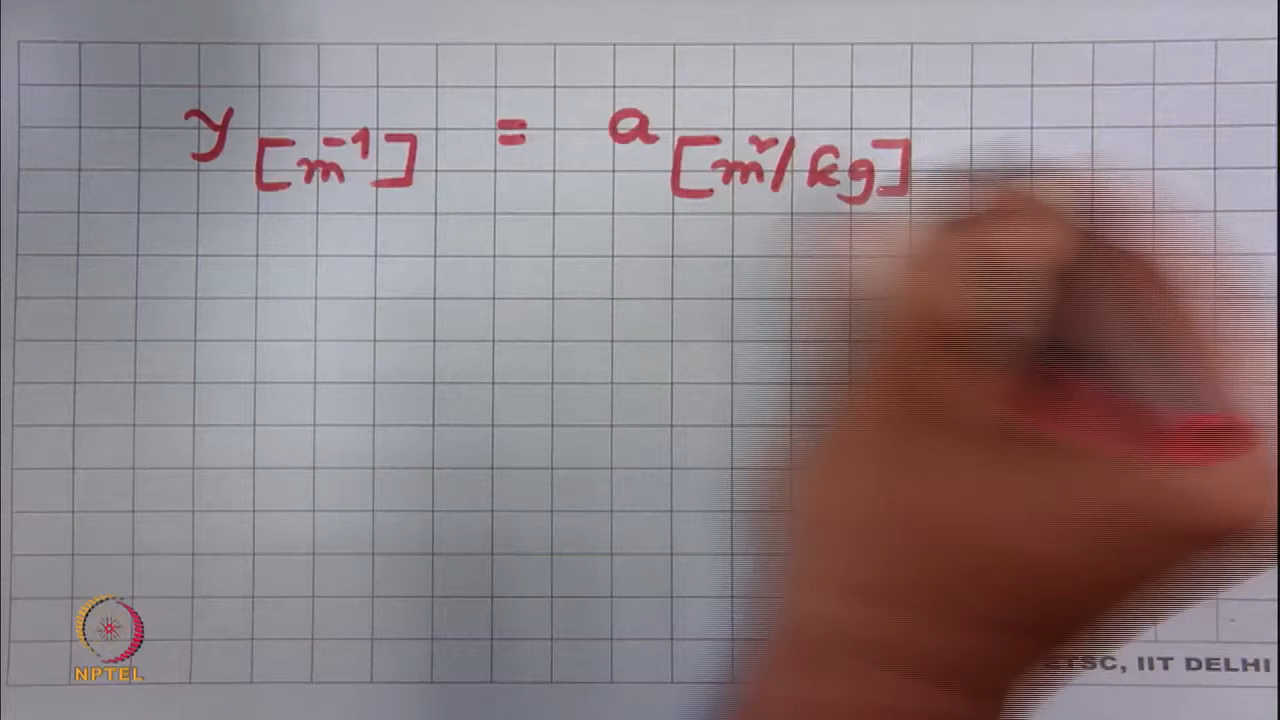 y [m⁻¹] = a [m²/kg]
NPTEL
ETSC, IIT DELHI